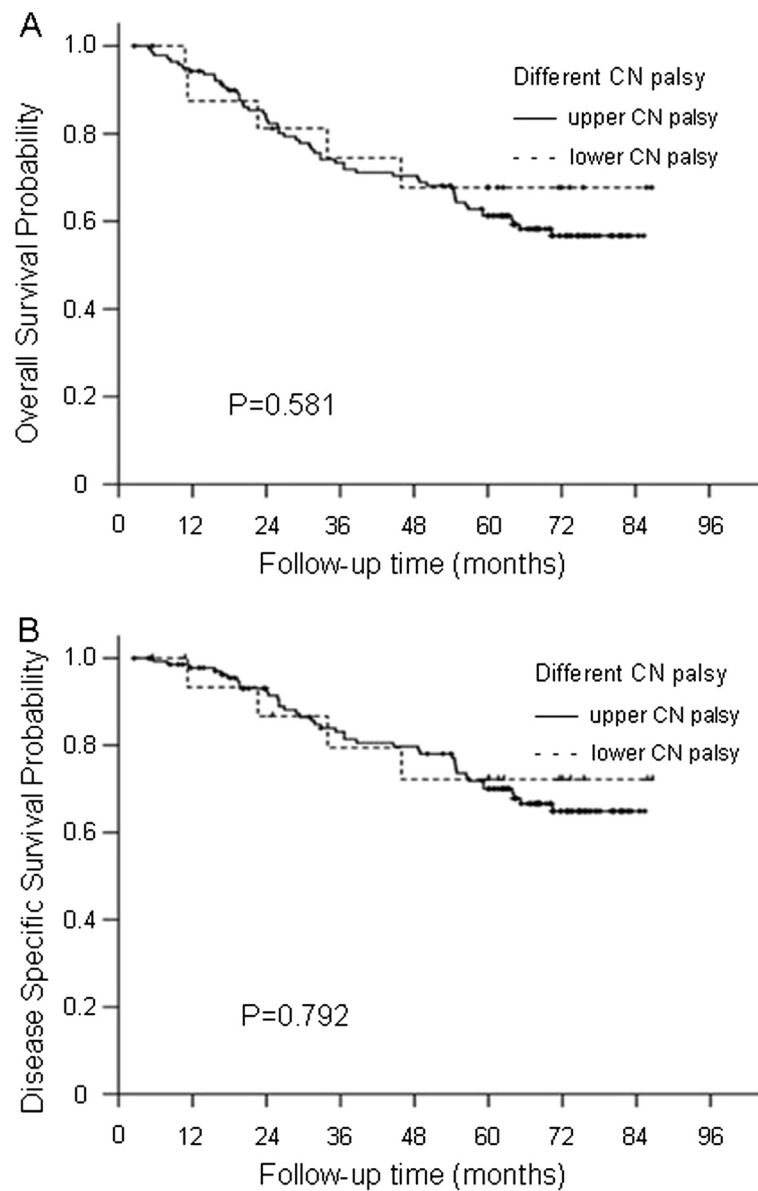 A
Overall Survival Probability
1.0
0.8
0.6
0.4
0.2
0
Different CN palsy
upper CN palsy
lower CN palsy
P=0.581
0 12 24 36 48 60 72 84 96
Follow-up time (months)
B
Disease Specific Survival Probability
1.0
0.8
0.6
0.4
0.2
0
Different CN palsy
upper CN palsy
lower CN palsy
P=0.792
0 12 24 36 48 60 72 84 96
Follow-up time (months)